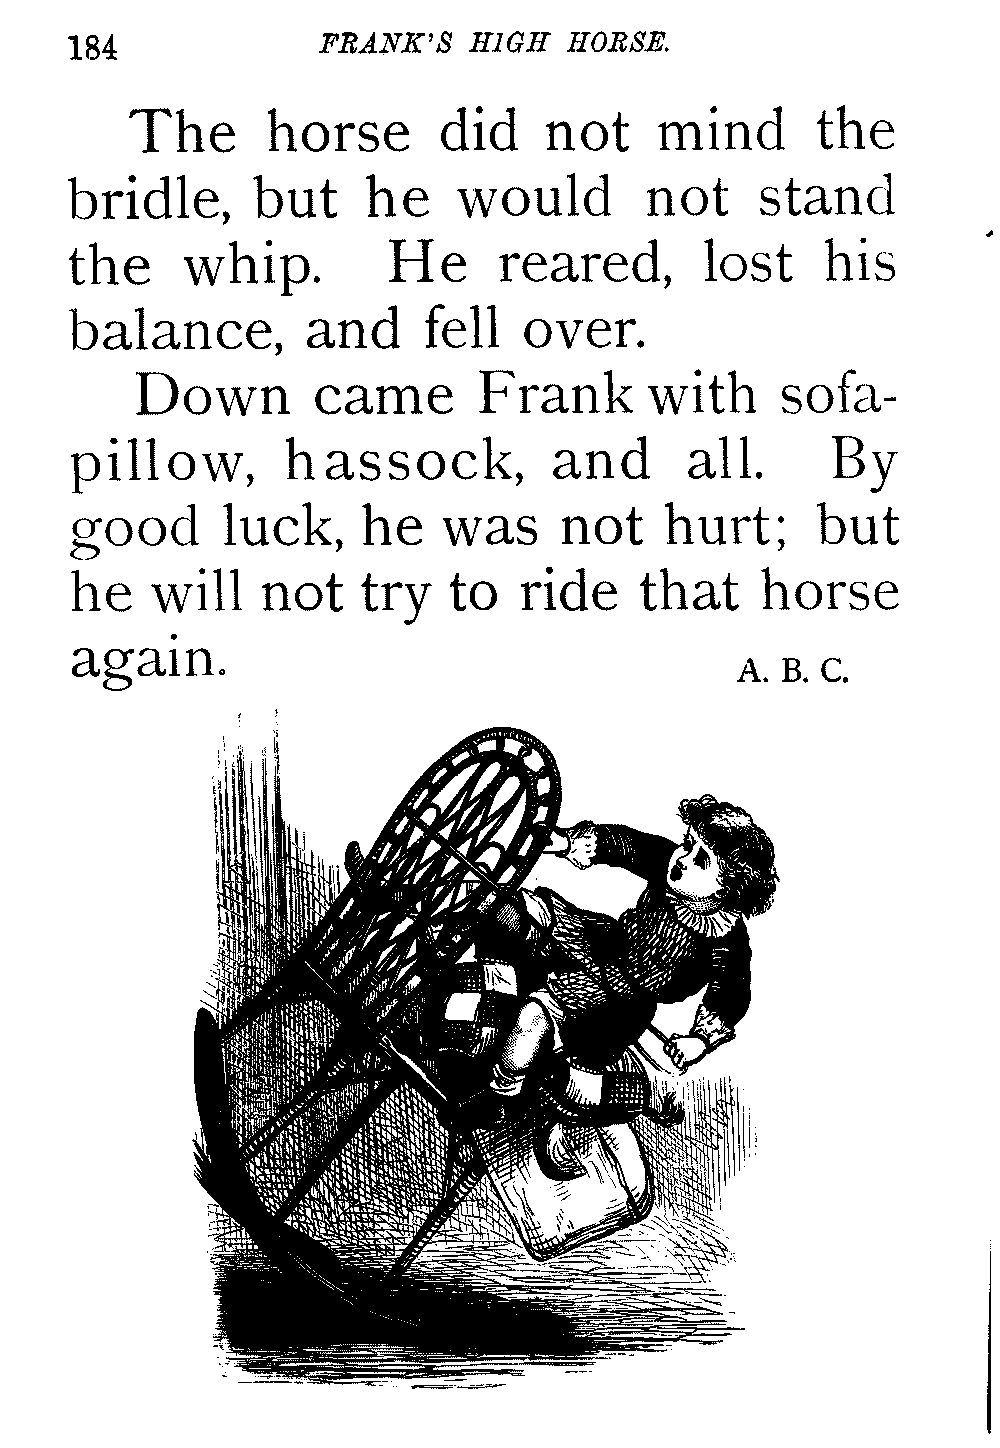 184 FRANK'S HIGH HORSE.
The horse did not mind the
bridle, but he would not stand
the whip. He reared, lost his
balance, and fell over.
Down came Frank with sofa-
pillow, hassock, and all. By
good luck, he was not hurt; but
he will not try to ride that horse
again. A. B. C.